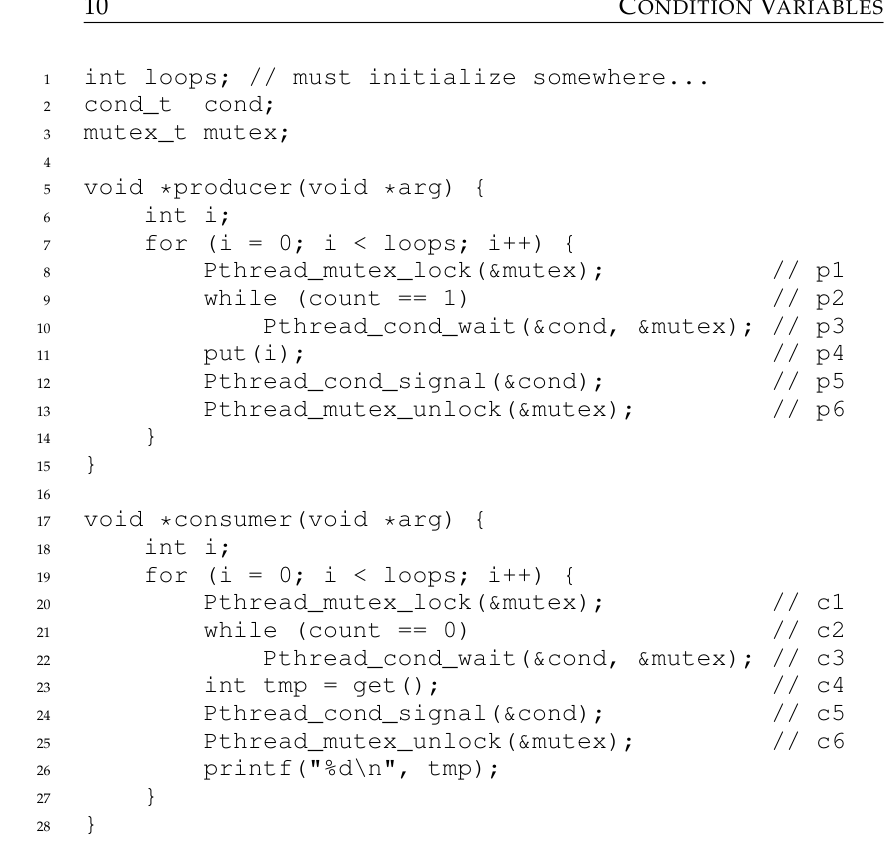 10 CONDITION VARIABLES
1 int loops; // must initialize somewhere...
2 cond_t  cond;
3 mutex_t mutex;
4
5 void *producer(void *arg) {
6     int i;
7     for (i = 0; i < loops; i++) {
8         Pthread_mutex_lock(&mutex);           // p1
9         while (count == 1)                    // p2
10             Pthread_cond_wait(&cond, &mutex); // p3
11         put(i);                               // p4
12         Pthread_cond_signal(&cond);           // p5
13         Pthread_mutex_unlock(&mutex);         // p6
14     }
15 }
16
17 void *consumer(void *arg) {
18     int i;
19     for (i = 0; i < loops; i++) {
20         Pthread_mutex_lock(&mutex);           // c1
21         while (count == 0)                    // c2
22             Pthread_cond_wait(&cond, &mutex); // c3
23         int tmp = get();                      // c4
24         Pthread_cond_signal(&cond);           // c5
25         Pthread_mutex_unlock(&mutex);         // c6
26         printf("%d\n", tmp);
27     }
28 }